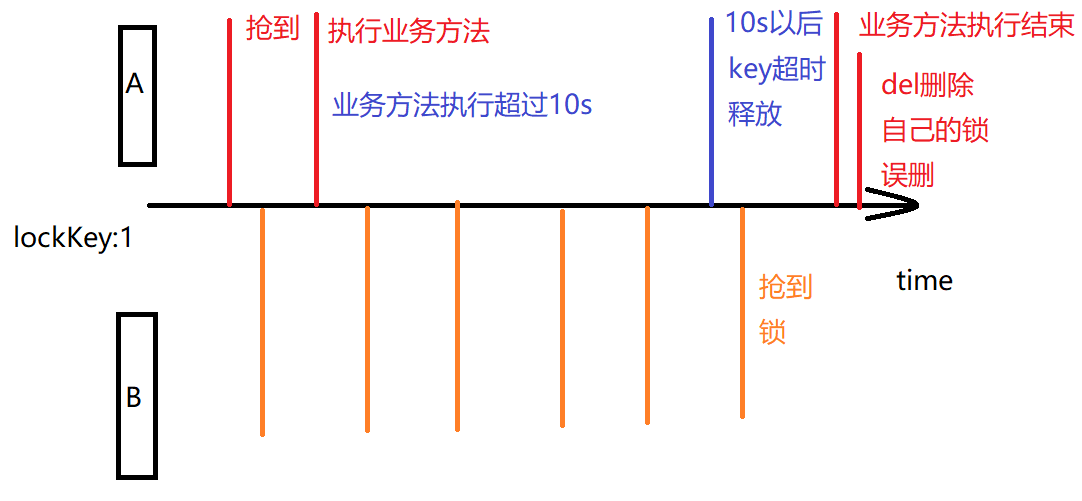 A
抢到
执行业务方法
业务方法执行超过10s
10s以后
key超时
释放
业务方法执行结束
del删除
自己的锁
误删
lockKey:1
time
抢到
锁
B